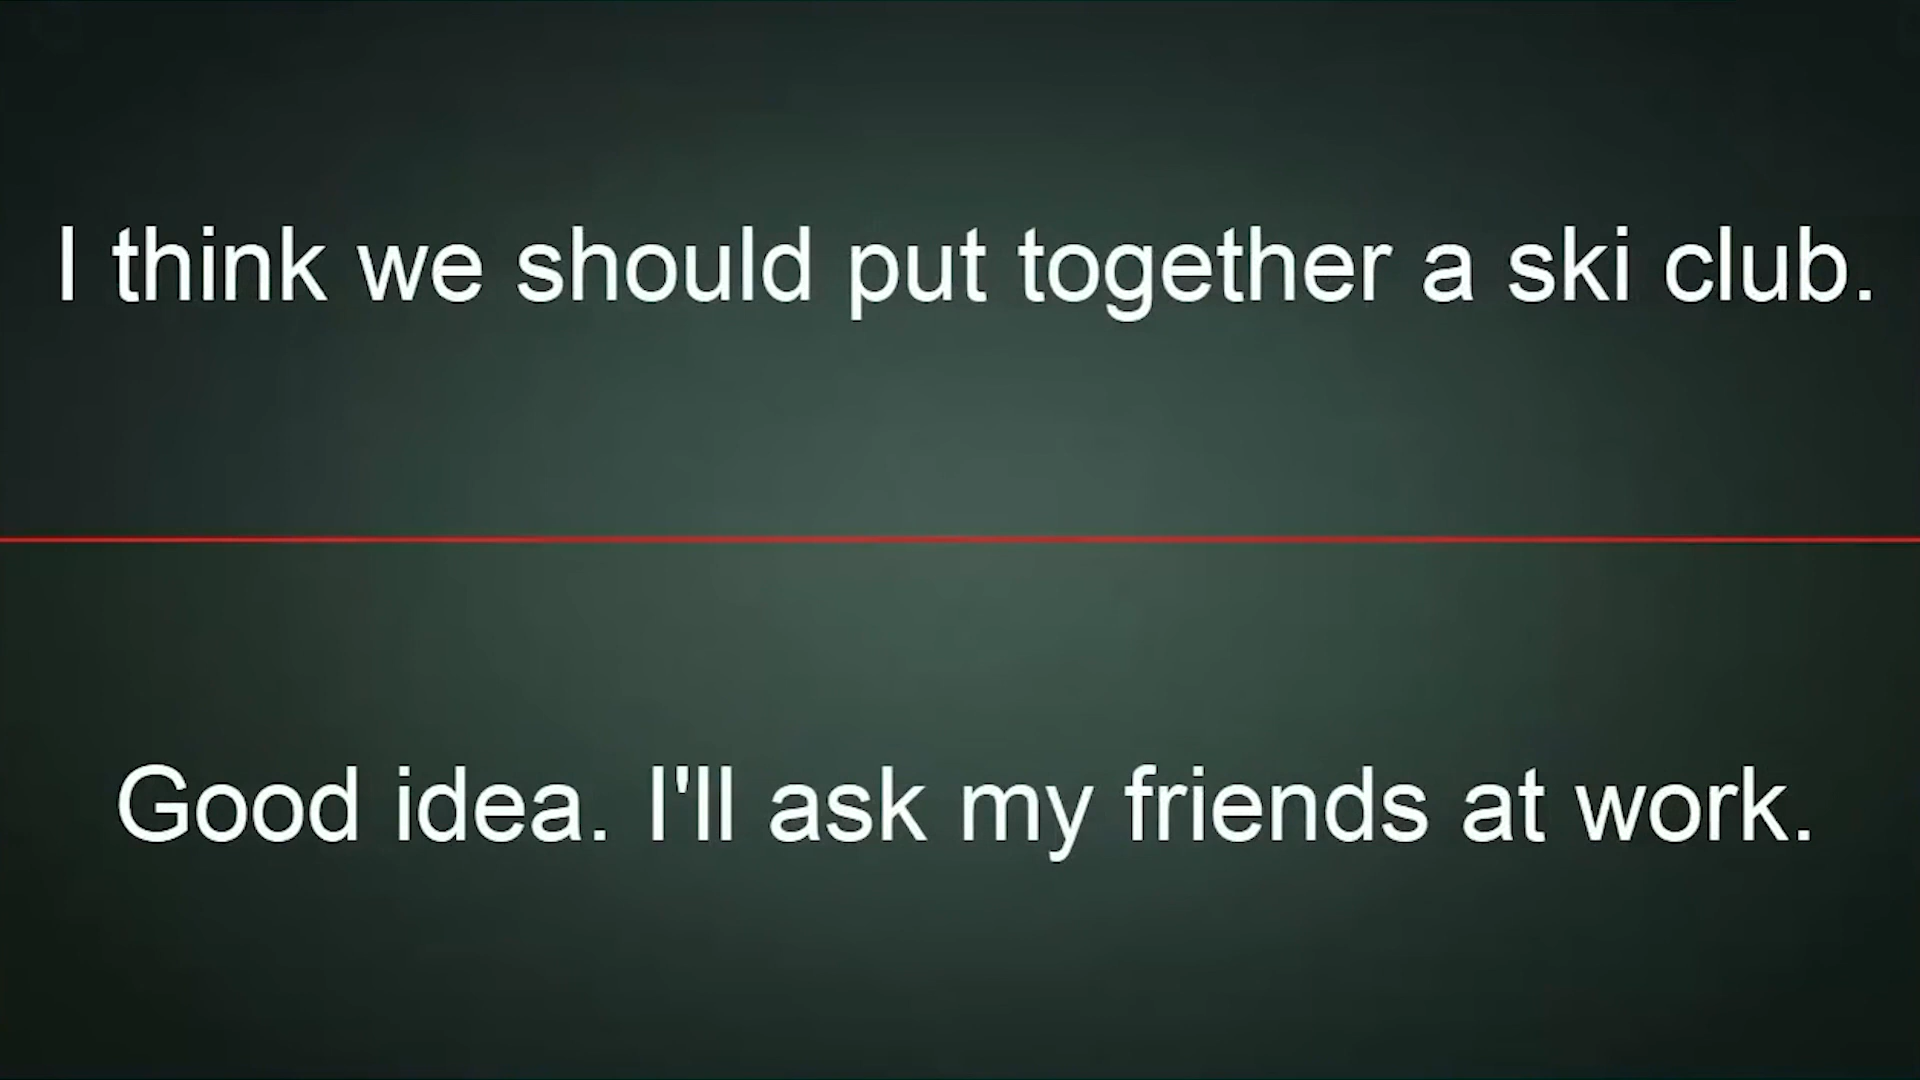 I think we should put together a ski club.
Good idea. I'll ask my friends at work.